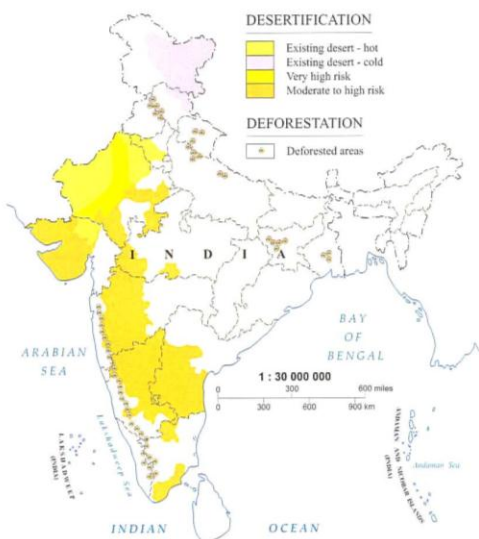 DESERTIFICATION
Existing desert - hot
Existing desert - cold
Very high risk
Moderate to high risk
DEFORESTATION
Deforested areas
I N D I A
BAY
OF
BENGAL
ARABIAN
SEA
1 : 30 000 000
0 300 600 miles
0 300 600 900 km
Lakshadweep Sea
LAKSHADWEEP
(INDIA)
ANDAMAN AND NICOBAR ISLANDS
(INDIA)
Andaman Sea
INDIAN OCEAN